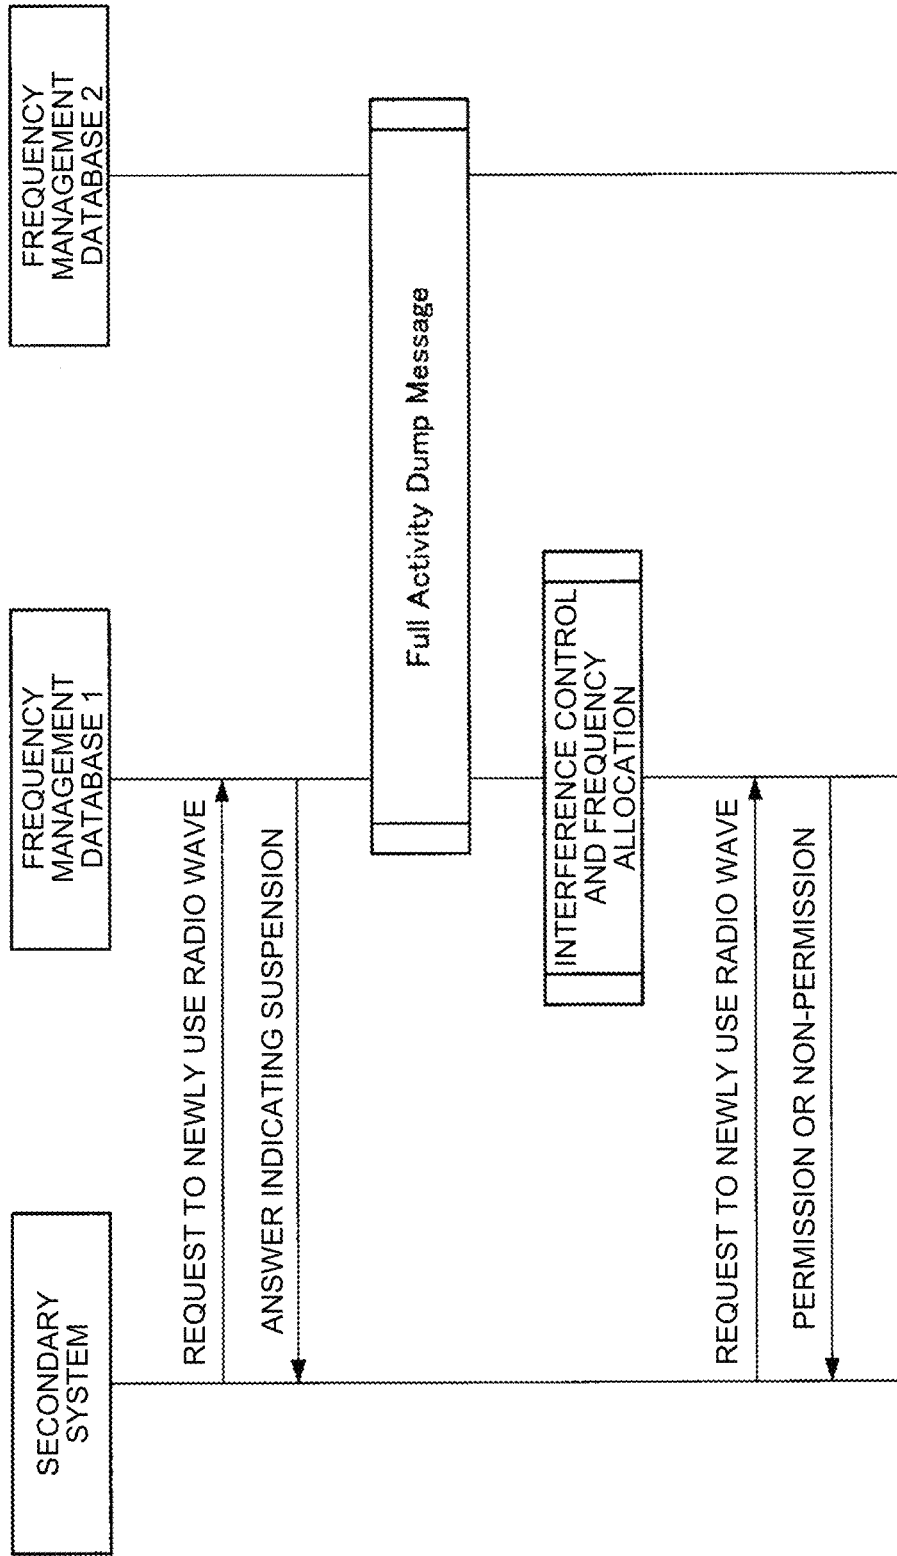 SECONDARY
SYSTEM
FREQUENCY
MANAGEMENT
DATABASE 1
FREQUENCY
MANAGEMENT
DATABASE 2
REQUEST TO NEWLY USE RADIO WAVE
ANSWER INDICATING SUSPENSION
Full Activity Dump Message
INTERFERENCE CONTROL
AND FREQUENCY
ALLOCATION
REQUEST TO NEWLY USE RADIO WAVE
PERMISSION OR NON-PERMISSION